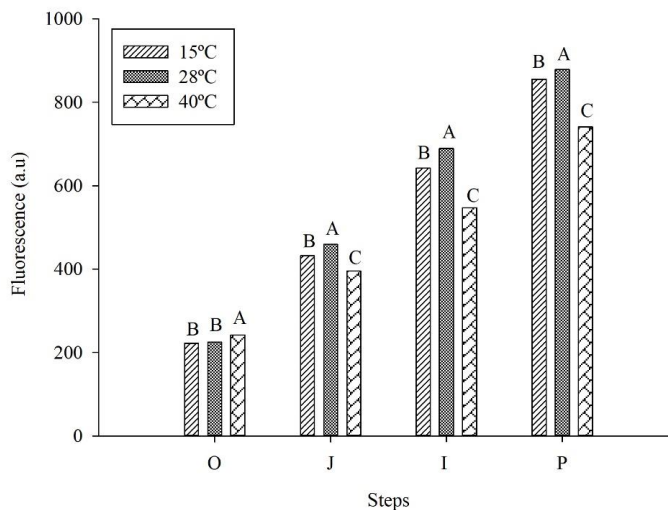 1000
800
600
400
200
0
Fluorescence (a.u)
15ºC
28ºC
40ºC
B B A
B A C
B A C
B A C
O J I P
Steps